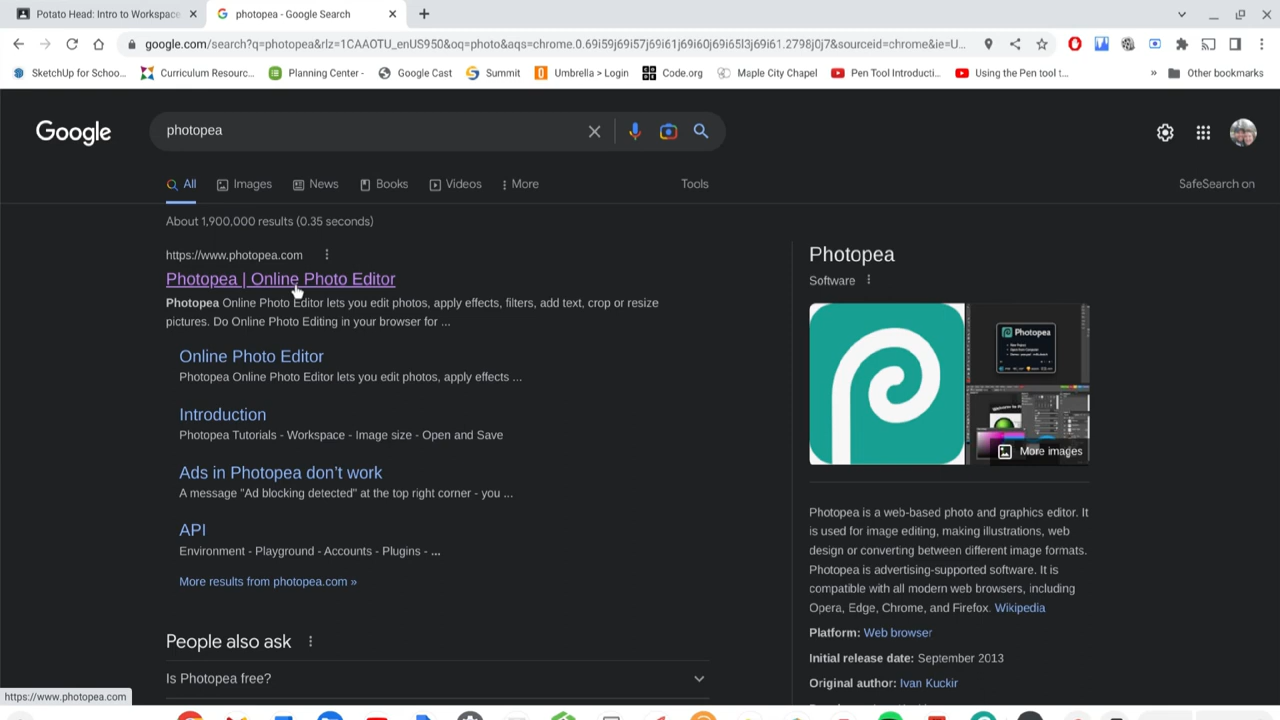 Potato Head: Intro to Workspace
photopea - Google Search
google.com/search?q=photopea&rlz=1CAAOTU_enUS950&oq=photo&aqs=chrome.0.69i59j69i57j69i61j69i60j69i65l3j69i61.2798j0j7&sourceid=chrome&ie=U...
SketchUp for Schoo...
Curriculum Resourc...
Planning Center -
Google Cast
Summit
Umbrella > Login
Code.org
Maple City Chapel
Pen Tool Introducti...
Using the Pen tool t...
»
Other bookmarks
Google
photopea
All
Images
News
Books
Videos
More
Tools
SafeSearch on
About 1,900,000 results (0.35 seconds)
https://www.photopea.com
Photopea | Online Photo Editor
Photopea Online Photo Editor lets you edit photos, apply effects, filters, add text, crop or resize
pictures. Do Online Photo Editing in your browser for ...
Online Photo Editor
Photopea Online Photo Editor lets you edit photos, apply effects ...
Introduction
Photopea Tutorials - Workspace - Image size - Open and Save
Ads in Photopea don't work
A message "Ad blocking detected" at the top right corner - you ...
API
Environment - Playground - Accounts - Plugins - ...
More results from photopea.com »
People also ask
Is Photopea free?
https://www.photopea.com
Photopea
Software
Photopea
More images
Photopea is a web-based photo and graphics editor. It
is used for image editing, making illustrations, web
design or converting between different image formats.
Photopea is advertising-supported software. It is
compatible with all modern web browsers, including
Opera, Edge, Chrome, and Firefox. Wikipedia
Platform: Web browser
Initial release date: September 2013
Original author: Ivan Kuckir